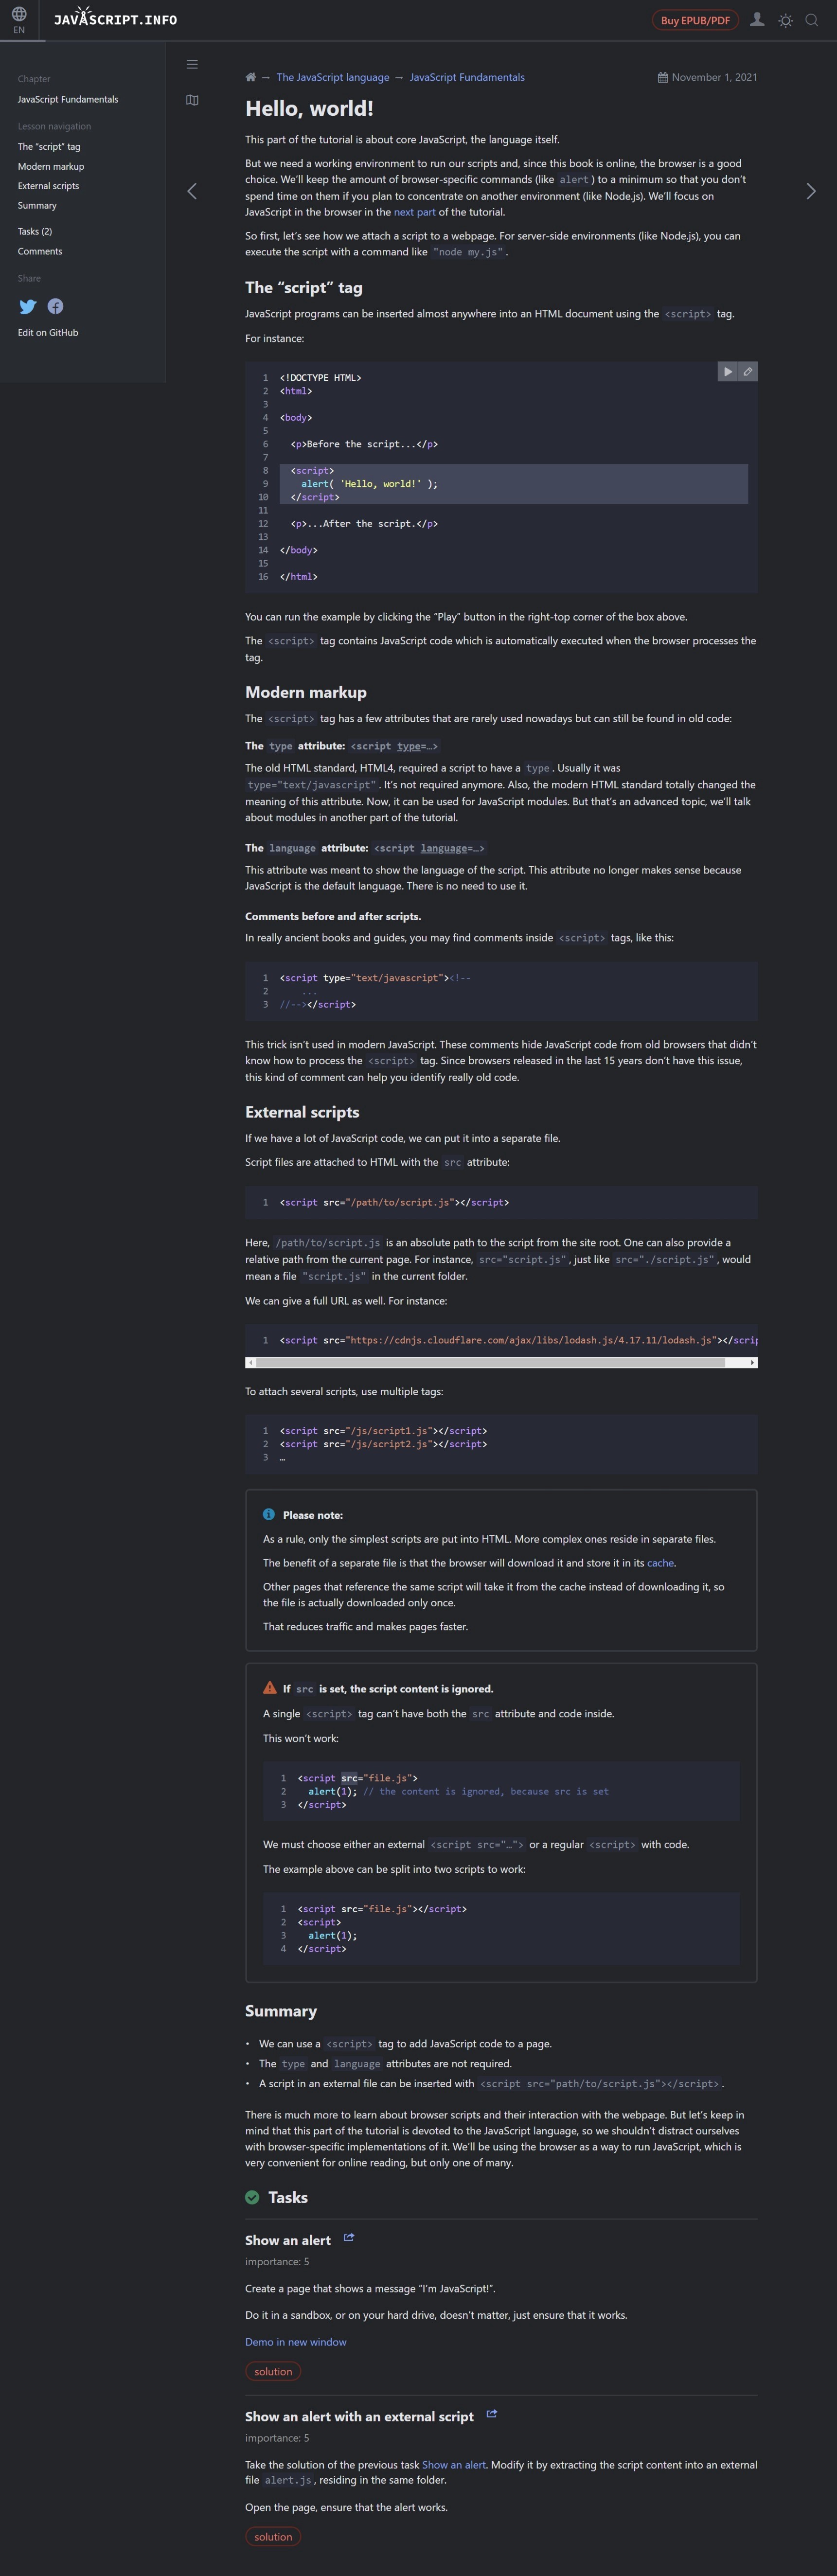 EN
JAVASCRIPT.INFO
Buy EPUB/PDF
Chapter
JavaScript Fundamentals
Lesson navigation
The “script” tag
Modern markup
External scripts
Summary
Tasks (2)
Comments
Share
Edit on GitHub
→ The JavaScript language → JavaScript Fundamentals
November 1, 2021
Hello, world!
This part of the tutorial is about core JavaScript, the language itself.
But we need a working environment to run our scripts and, since this book is online, the browser is a good
choice. We’ll keep the amount of browser-specific commands (like alert) to a minimum so that you don’t
spend time on them if you plan to concentrate on another environment (like Node.js). We’ll focus on
JavaScript in the browser in the next part of the tutorial.
So first, let’s see how we attach a script to a webpage. For server-side environments (like Node.js), you can
execute the script with a command like "node my.js".
The “script” tag
JavaScript programs can be inserted almost anywhere into an HTML document using the <script> tag.
For instance:
1 <!DOCTYPE HTML>
2 <html>
3
4 <body>
5
6   <p>Before the script...</p>
7
8   <script>
9     alert( 'Hello, world!' );
10   </script>
11
12   <p>...After the script.</p>
13
14 </body>
15
16 </html>
You can run the example by clicking the “Play” button in the right-top corner of the box above.
The <script> tag contains JavaScript code which is automatically executed when the browser processes the
tag.
Modern markup
The <script> tag has a few attributes that are rarely used nowadays but can still be found in old code:
The type attribute: <script type=…>
The old HTML standard, HTML4, required a script to have a type. Usually it was
type="text/javascript". It’s not required anymore. Also, the modern HTML standard totally changed the
meaning of this attribute. Now, it can be used for JavaScript modules. But that’s an advanced topic, we’ll talk
about modules in another part of the tutorial.
The language attribute: <script language=…>
This attribute was meant to show the language of the script. This attribute no longer makes sense because
JavaScript is the default language. There is no need to use it.
Comments before and after scripts.
In really ancient books and guides, you may find comments inside <script> tags, like this:
1 <script type="text/javascript"><!--
2     ...
3 //--></script>
This trick isn’t used in modern JavaScript. These comments hide JavaScript code from old browsers that didn’t
know how to process the <script> tag. Since browsers released in the last 15 years don’t have this issue,
this kind of comment can help you identify really old code.
External scripts
If we have a lot of JavaScript code, we can put it into a separate file.
Script files are attached to HTML with the src attribute:
1 <script src="/path/to/script.js"></script>
Here, /path/to/script.js is an absolute path to the script from the site root. One can also provide a
relative path from the current page. For instance, src="script.js", just like src="./script.js", would
mean a file "script.js" in the current folder.
We can give a full URL as well. For instance:
1 <script src="https://cdnjs.cloudflare.com/ajax/libs/lodash.js/4.17.11/lodash.js"></scrip
To attach several scripts, use multiple tags:
1 <script src="/js/script1.js"></script>
2 <script src="/js/script2.js"></script>
3 …
Please note:
As a rule, only the simplest scripts are put into HTML. More complex ones reside in separate files.
The benefit of a separate file is that the browser will download it and store it in its cache.
Other pages that reference the same script will take it from the cache instead of downloading it, so
the file is actually downloaded only once.
That reduces traffic and makes pages faster.
If src is set, the script content is ignored.
A single <script> tag can’t have both the src attribute and code inside.
This won’t work:
1 <script src="file.js">
2   alert(1); // the content is ignored, because src is set
3 </script>
We must choose either an external <script src="…"> or a regular <script> with code.
The example above can be split into two scripts to work:
1 <script src="file.js"></script>
2 <script>
3   alert(1);
4 </script>
Summary
• We can use a <script> tag to add JavaScript code to a page.
• The type and language attributes are not required.
• A script in an external file can be inserted with <script src="path/to/script.js"></script>.
There is much more to learn about browser scripts and their interaction with the webpage. But let’s keep in
mind that this part of the tutorial is devoted to the JavaScript language, so we shouldn’t distract ourselves
with browser-specific implementations of it. We’ll be using the browser as a way to run JavaScript, which is
very convenient for online reading, but only one of many.
Tasks
Show an alert
importance: 5
Create a page that shows a message “I’m JavaScript!”.
Do it in a sandbox, or on your hard drive, doesn’t matter, just ensure that it works.
Demo in new window
solution
Show an alert with an external script
importance: 5
Take the solution of the previous task Show an alert. Modify it by extracting the script content into an external
file alert.js, residing in the same folder.
Open the page, ensure that the alert works.
solution